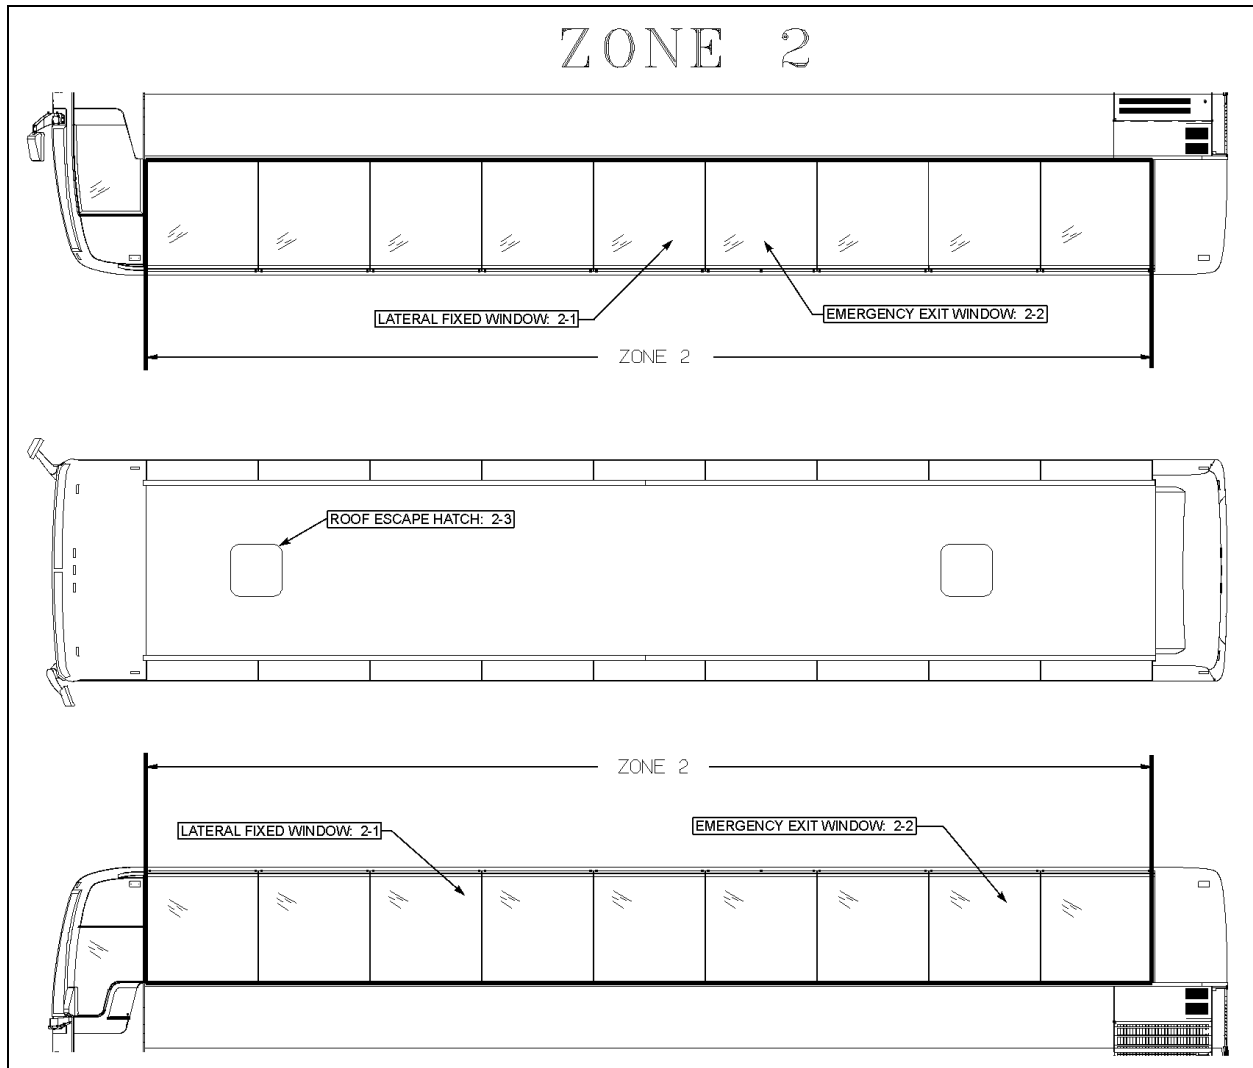 ZONE 2
LATERAL FIXED WINDOW: 2-1
EMERGENCY EXIT WINDOW: 2-2
ZONE 2
ROOF ESCAPE HATCH: 2-3
ZONE 2
LATERAL FIXED WINDOW: 2-1
EMERGENCY EXIT WINDOW: 2-2